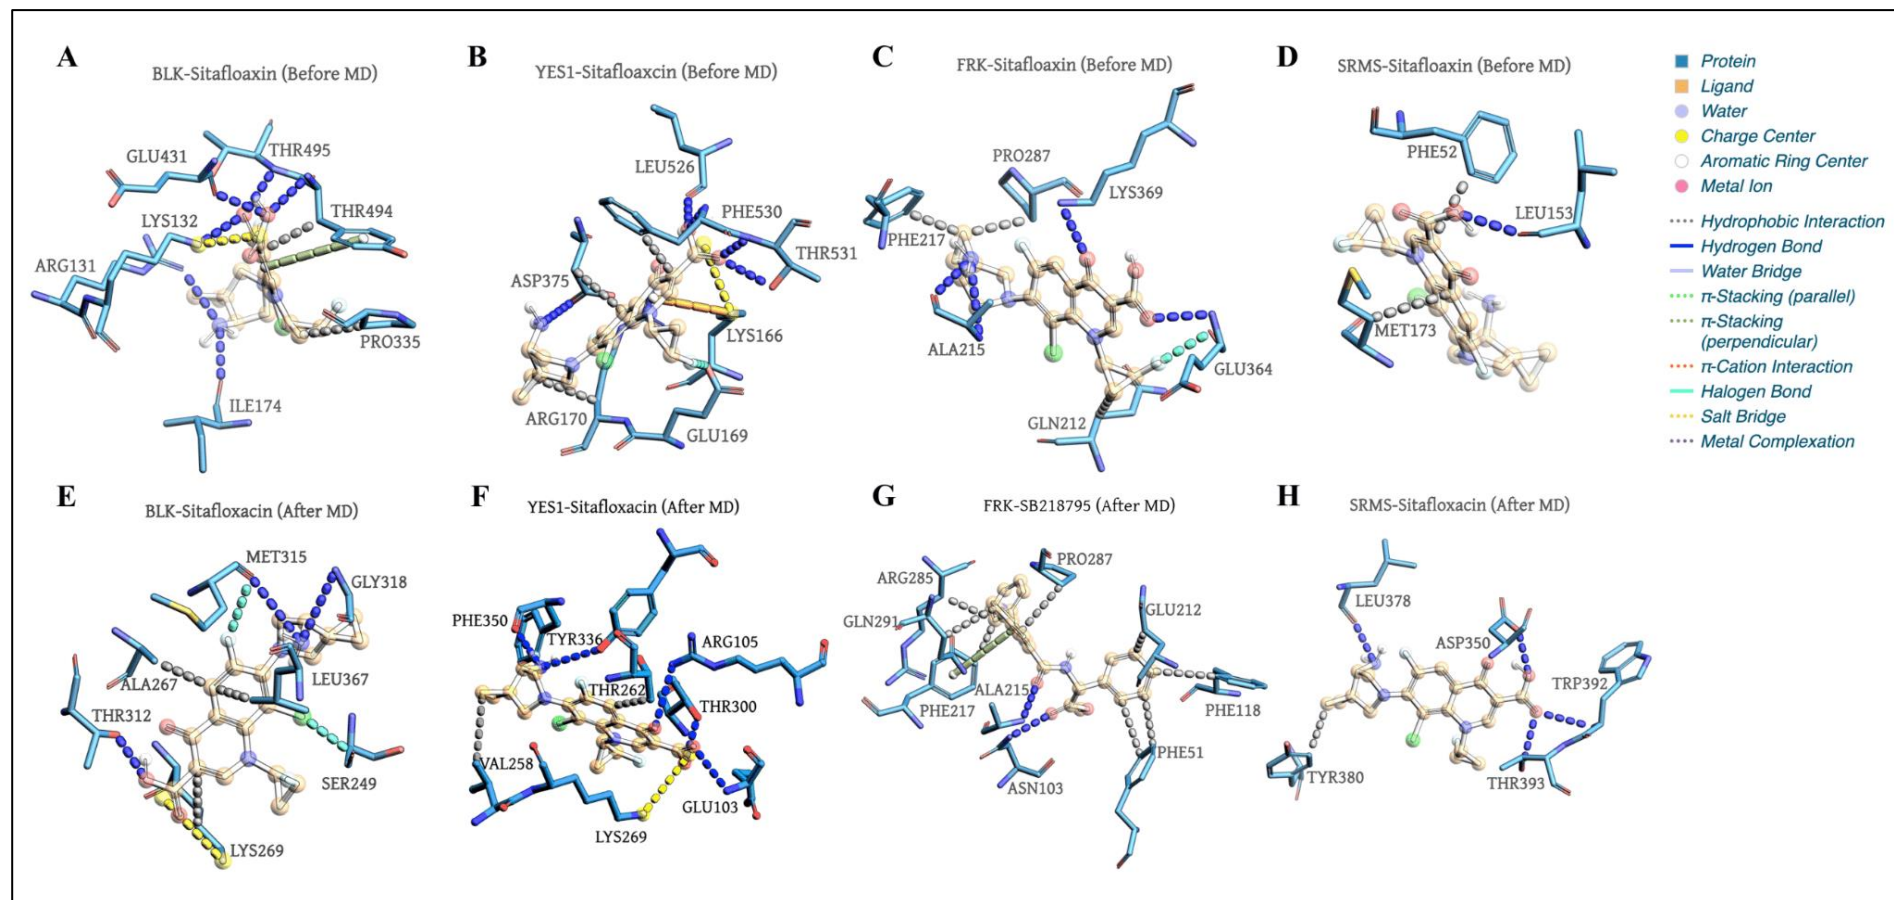 A
BLK-Sitafloaxin (Before MD)
GLU431
THR495
LYS132
THR494
ARG131
PRO335
ILE174
B
YES1-Sitafloaxcin (Before MD)
LEU526
PHE530
THR531
ASP375
LYS166
ARG170
GLU169
C
FRK-Sitafloaxin (Before MD)
PRO287
LYS369
PHE217
ALA215
GLU364
GLN212
D
SRMS-Sitafloaxin (Before MD)
PHE52
LEU153
MET173
Protein
Ligand
Water
Charge Center
Aromatic Ring Center
Metal Ion
Hydrophobic Interaction
Hydrogen Bond
Water Bridge
π-Stacking (parallel)
π-Stacking
(perpendicular)
π-Cation Interaction
Halogen Bond
Salt Bridge
Metal Complexation
E
BLK-Sitafloxacin (After MD)
MET315
GLY318
ALA267
LEU367
THR312
SER249
LYS269
F
YES1-Sitafloxacin (After MD)
PHE350
TYR336
ARG105
THR262
THR300
VAL258
GLU103
LYS269
G
FRK-SB218795 (After MD)
PRO287
ARG285
GLU212
GLN291
ALA215
PHE217
PHE118
PHE51
ASN103
H
SRMS-Sitafloxacin (After MD)
LEU378
ASP350
TRP392
TYR380
THR393